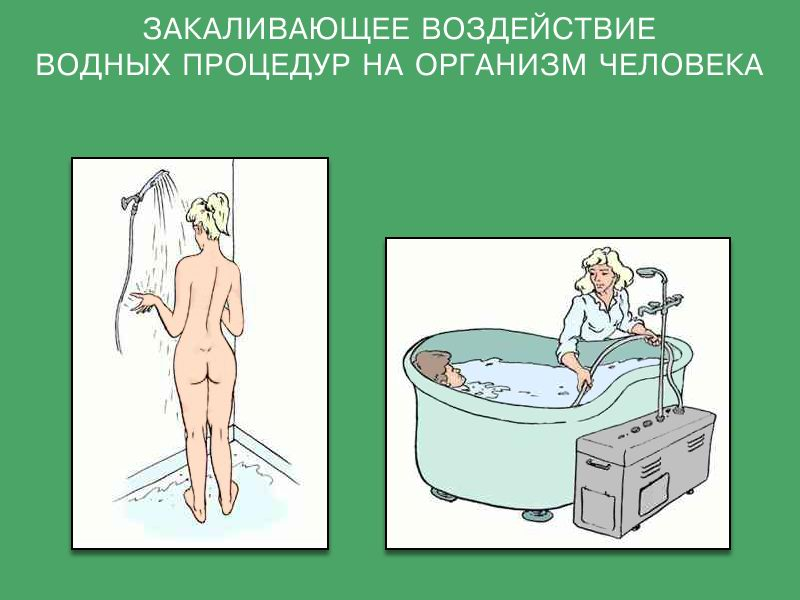 ЗАКАЛИВАЮЩЕЕ ВОЗДЕЙСТВИЕ
ВОДНЫХ ПРОЦЕДУР НА ОРГАНИЗМ ЧЕЛОВЕКА